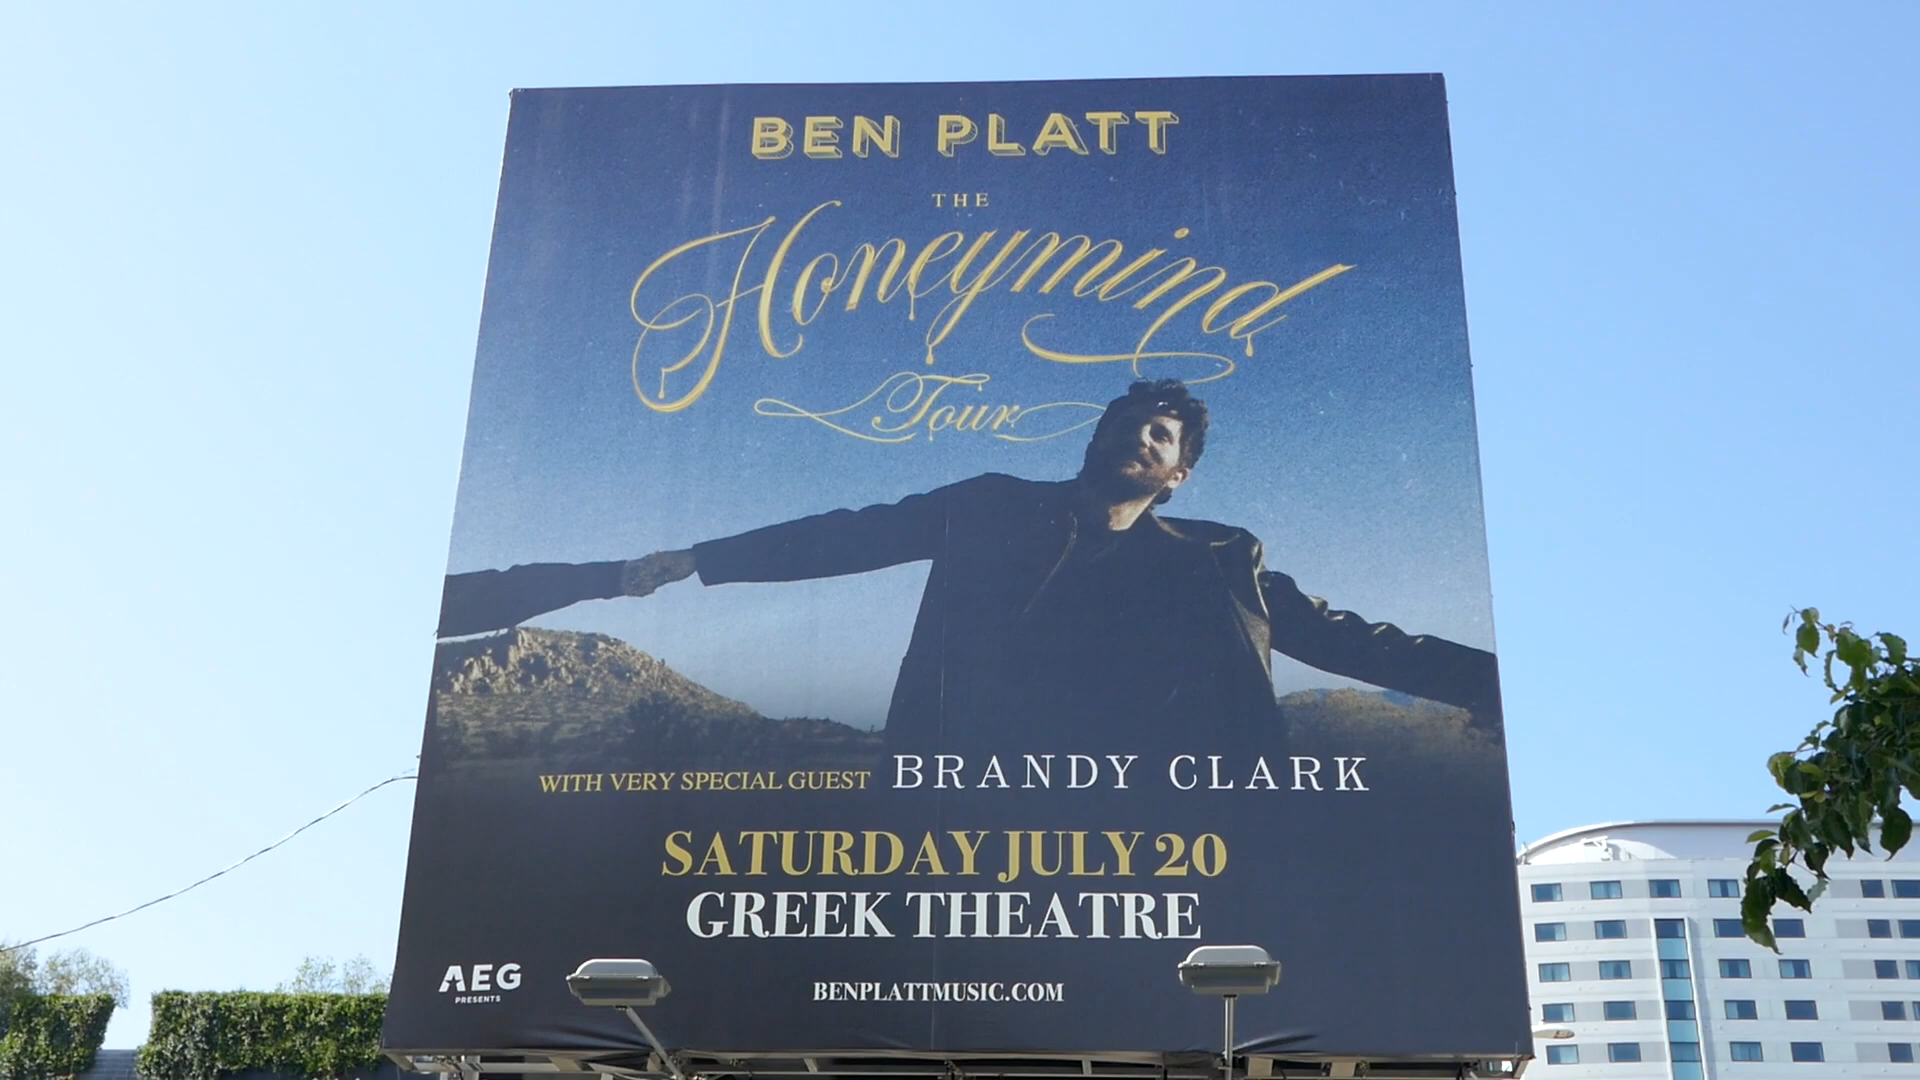 BEN PLATT
THE
Honeymind
Tour
WITH VERY SPECIAL GUEST BRANDY CLARK
SATURDAY JULY 20
GREEK THEATRE
AEG
PRESENTS
BENPLATTMUSIC.COM